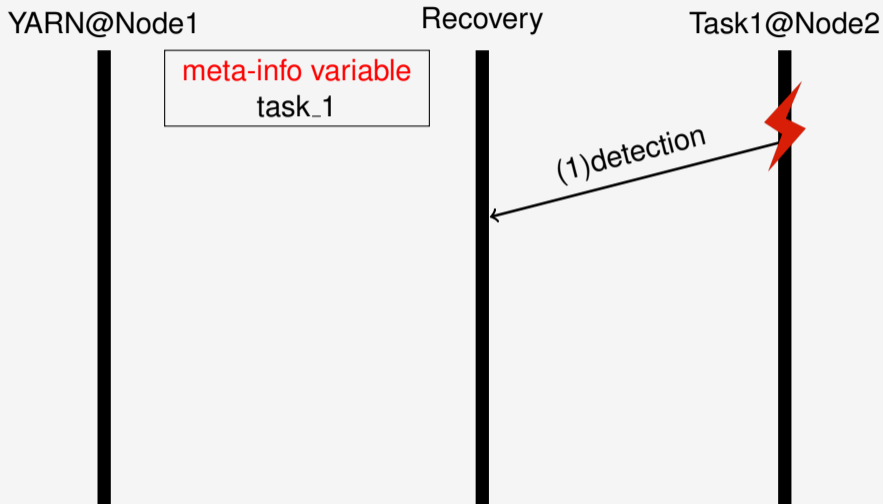 YARN@Node1
Recovery
Task1@Node2
meta-info variable
task_1
(1)detection